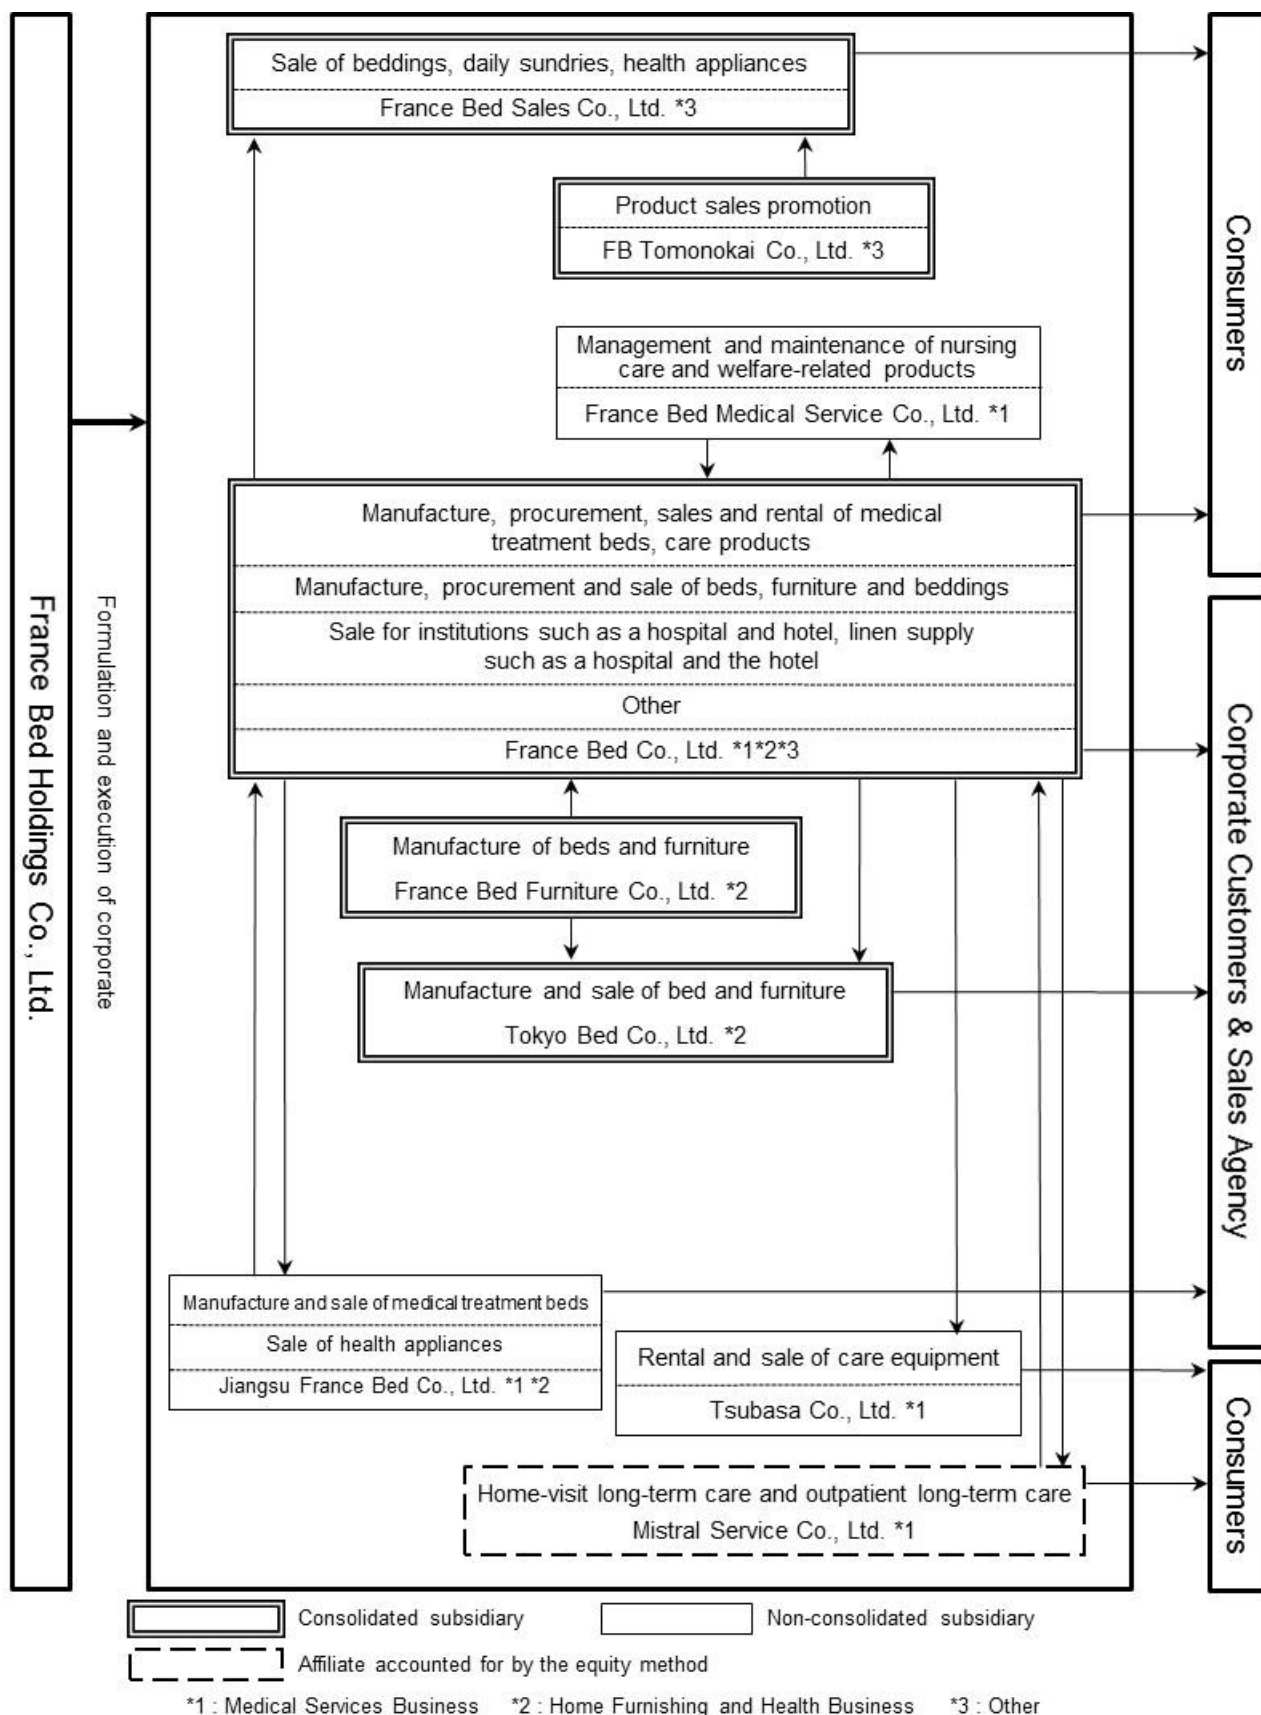 France Bed Holdings Co., Ltd.
Formulation and execution of corporate
Sale of beddings, daily sundries, health appliances
France Bed Sales Co., Ltd. *3
Product sales promotion
FB Tomonokai Co., Ltd. *3
Management and maintenance of nursing
care and welfare-related products
France Bed Medical Service Co., Ltd. *1
Manufacture, procurement, sales and rental of medical
treatment beds, care products
Manufacture, procurement and sale of beds, furniture and beddings
Sale for institutions such as a hospital and hotel, linen supply
such as a hospital and the hotel
Other
France Bed Co., Ltd. *1*2*3
Manufacture of beds and furniture
France Bed Furniture Co., Ltd. *2
Manufacture and sale of bed and furniture
Tokyo Bed Co., Ltd. *2
Manufacture and sale of medical treatment beds
Sale of health appliances
Jiangsu France Bed Co., Ltd. *1 *2
Rental and sale of care equipment
Tsubasa Co., Ltd. *1
Home-visit long-term care and outpatient long-term care
Mistral Service Co., Ltd. *1
Consumers
Corporate Customers & Sales Agency
Consumers
Consolidated subsidiary
Non-consolidated subsidiary
Affiliate accounted for by the equity method
*1 : Medical Services Business *2 : Home Furnishing and Health Business *3 : Other